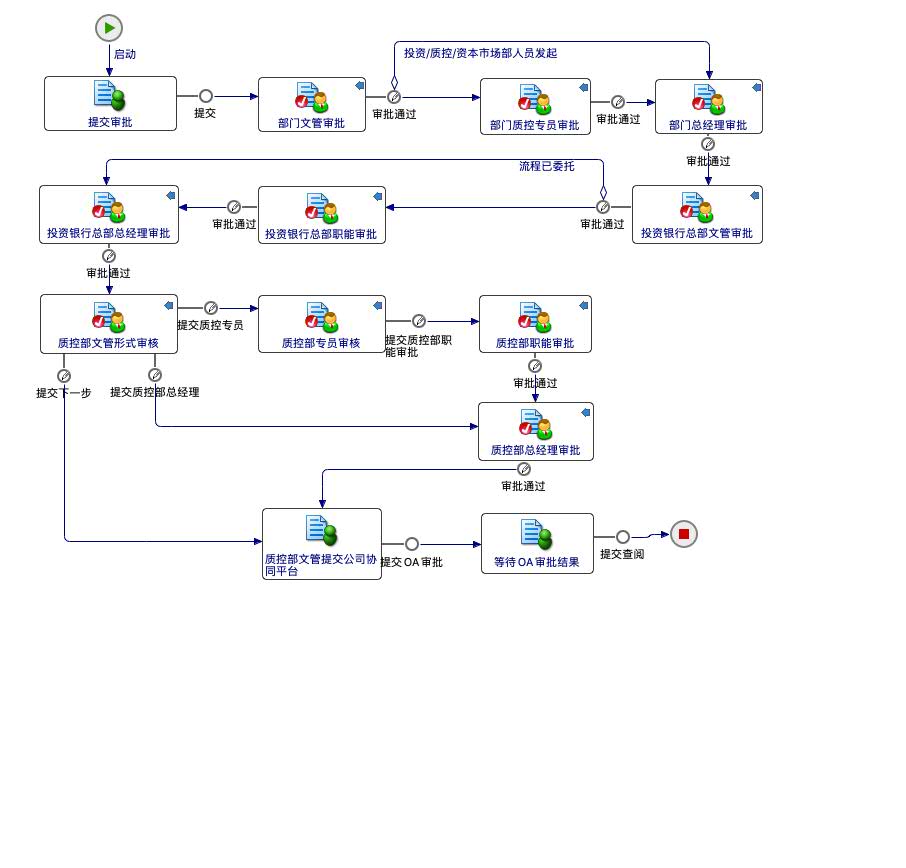 启动
投资/质控/资本市场部人员发起
提交审批
提交
部门文管审批
审批通过
部门质控专员审批
审批通过
部门总经理审批
审批通过
流程已委托
投资银行总部总经理审批
审批通过
投资银行总部职能审批
审批通过
投资银行总部文管审批
审批通过
质控部文管形式审核
提交质控专员
质控部专员审核
提交质控部职
能审批
质控部职能审批
审批通过
提交下一步
提交质控部总经理
质控部总经理审批
审批通过
质控部文管提交公司协
同平台
提交OA审批
等待OA审批结果
提交查阅